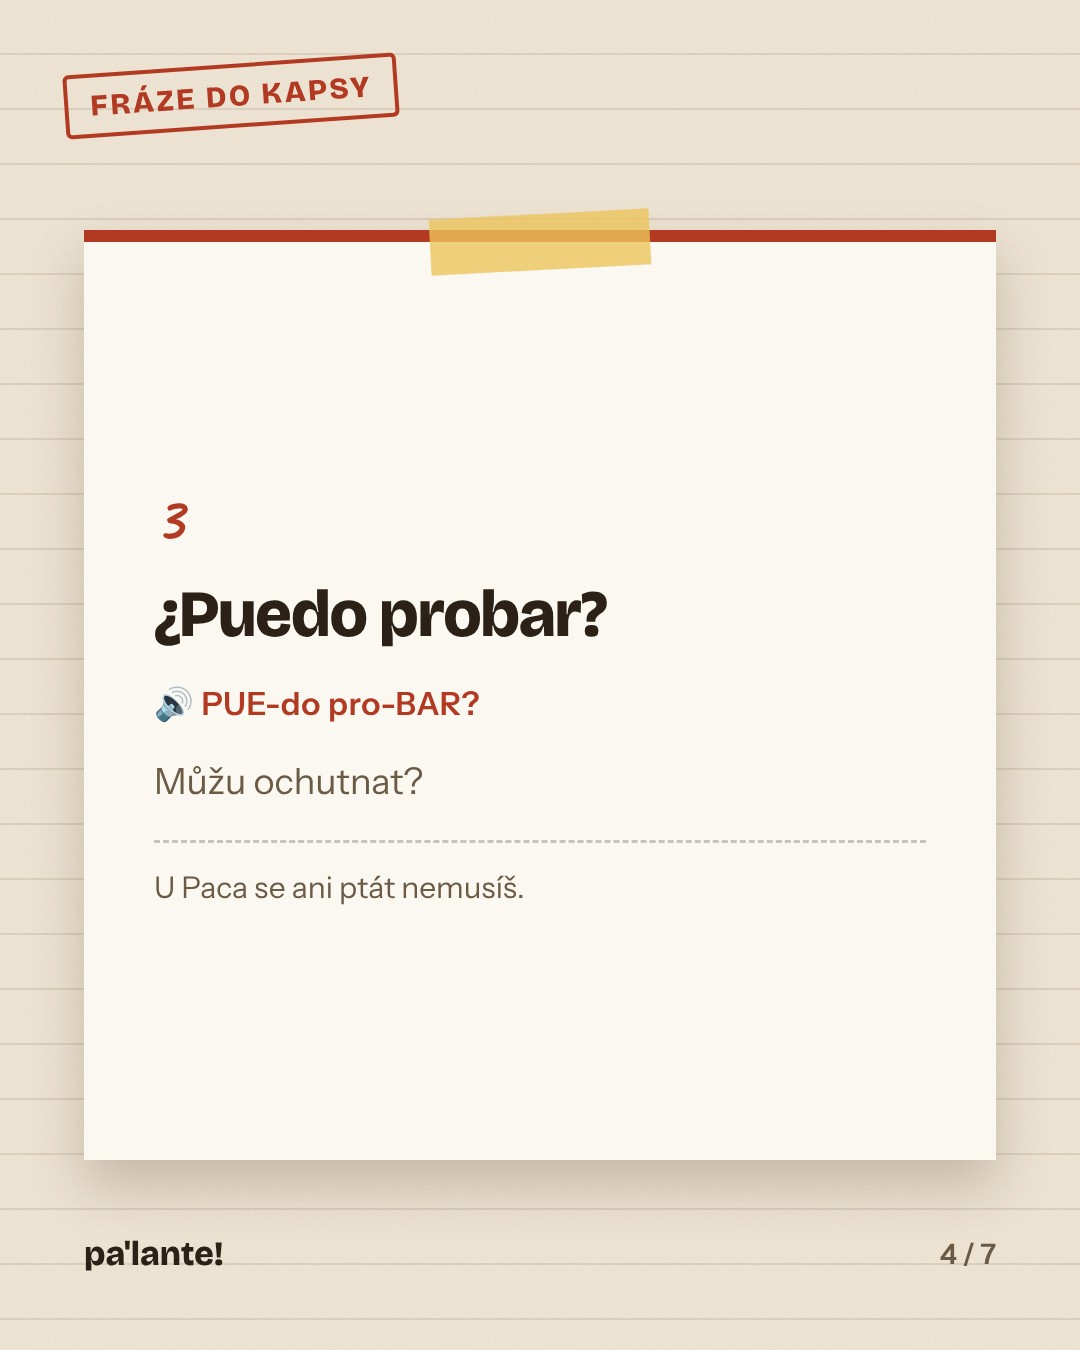 FRÁZE DO KAPSY
3
¿Puedo probar?
🔊 PUE-do pro-BAR?
Můžu ochutnat?
U Paca se ani ptát nemusíš.
pa'lante!
4 / 7